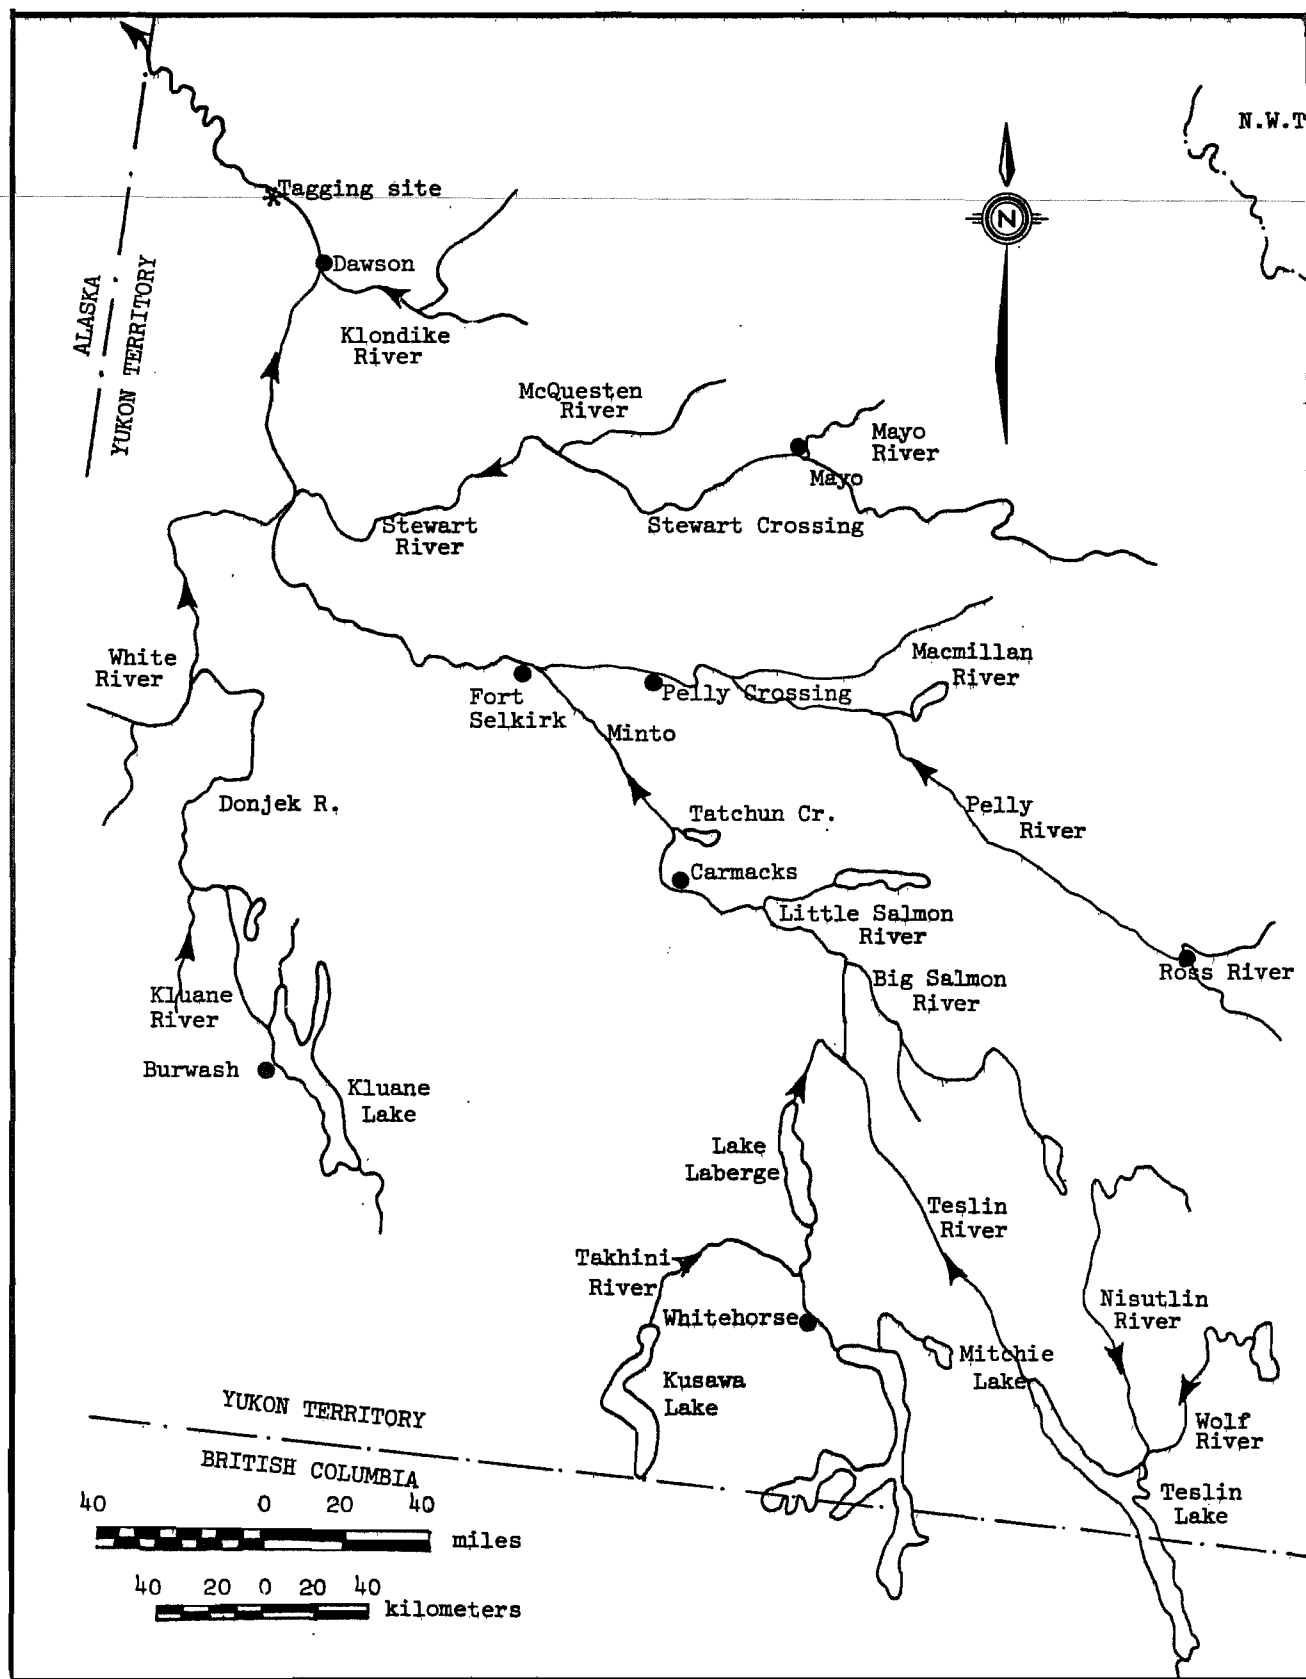 N.W.T
Tagging site
N
Dawson
ALASKA
YUKON TERRITORY
Klondike
River
McQuesten
River
Mayo
River
Mayo
Stewart
River
Stewart Crossing
White
River
Macmillan
River
Fort
Selkirk
Pelly Crossing
Minto
Donjek R.
Tatchun Cr.
Pelly
River
Carmacks
Little Salmon
River
Ross River
Big Salmon
River
Kluane
River
Burwash
Kluane
Lake
Lake
Laberge
Teslin
River
Takhini
River
Whitehorse
Nisutlin
River
Mitchie
Lake
Kusawa
Lake
Wolf
River
YUKON TERRITORY
BRITISH COLUMBIA
Teslin
Lake
40 0 20 40
miles
40 20 0 20 40
kilometers